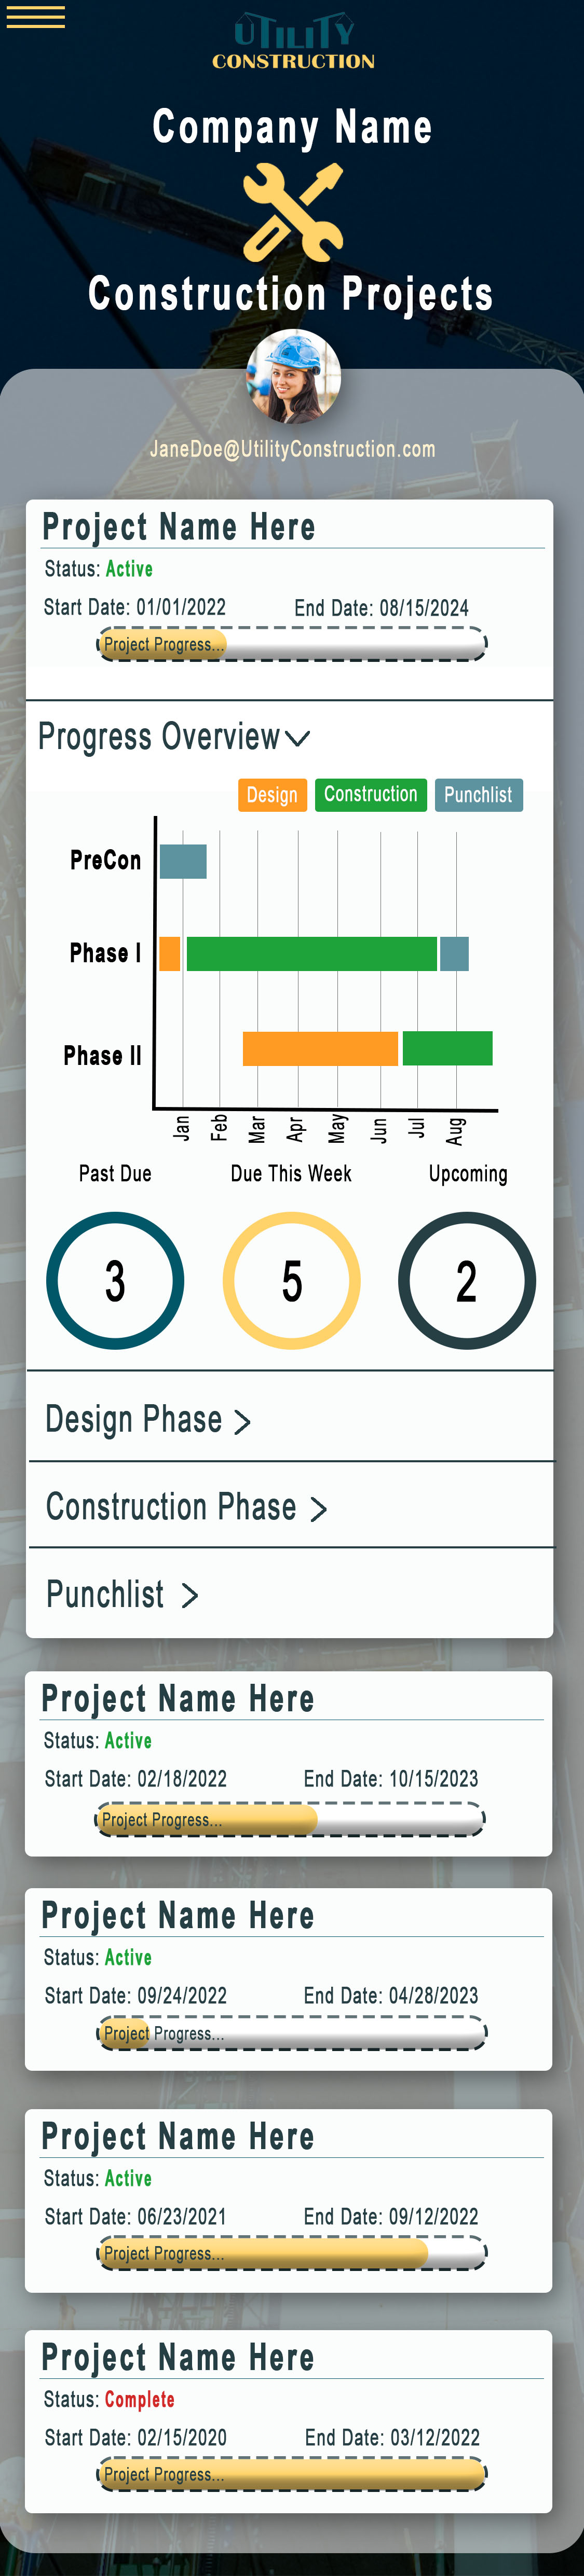 UTILITY
CONSTRUCTION
Company Name
Construction Projects
JaneDoe@UtilityConstruction.com
Project Name Here
Status: Active
Start Date: 01/01/2022 End Date: 08/15/2024
Project Progress...
Progress Overview
Design Construction Punchlist
PreCon
Phase I
Phase II
Jan Feb Mar Apr May Jun Jul Aug
Past Due Due This Week Upcoming
3 5 2
Design Phase >
Construction Phase >
Punchlist >
Project Name Here
Status: Active
Start Date: 02/18/2022 End Date: 10/15/2023
Project Progress...
Project Name Here
Status: Active
Start Date: 09/24/2022 End Date: 04/28/2023
Project Progress...
Project Name Here
Status: Active
Start Date: 06/23/2021 End Date: 09/12/2022
Project Progress...
Project Name Here
Status: Complete
Start Date: 02/15/2020 End Date: 03/12/2022
Project Progress...